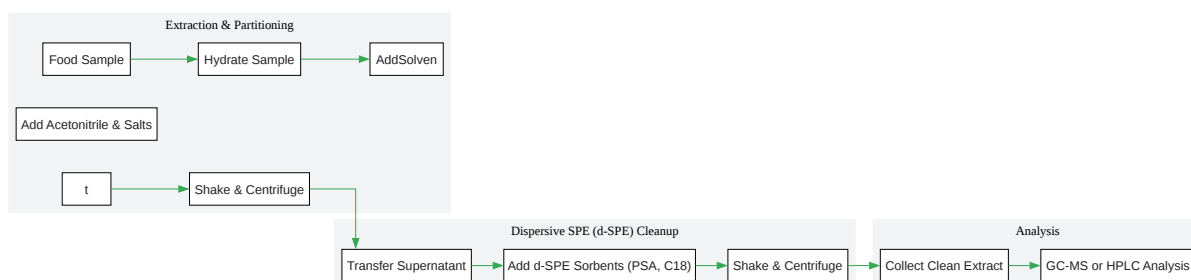 Extraction & Partitioning
Food Sample
Hydrate Sample
AddSolven
Add Acetonitrile & Salts
t
Shake & Centrifuge
Dispersive SPE (d-SPE) Cleanup
Transfer Supernatant
Add d-SPE Sorbents (PSA, C18)
Shake & Centrifuge
Analysis
Collect Clean Extract
GC-MS or HPLC Analysis